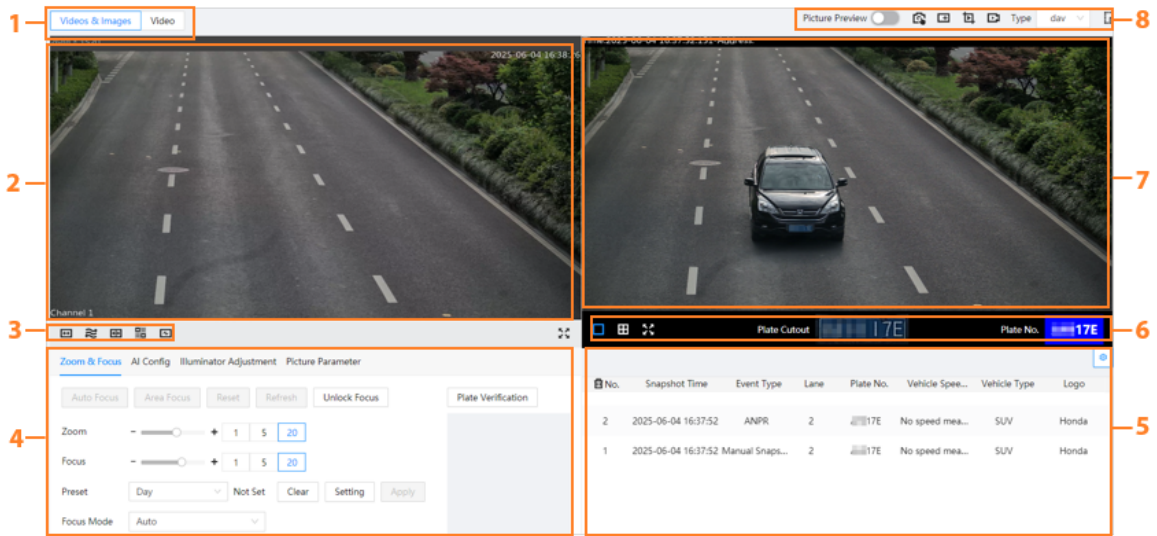 1 Videos & Images Video Picture Preview Type dav 8
2025-06-04 16:38:26
2
7
Channel 1
3
Plate Cutout 17E Plate No. 17E 6
Zoom & Focus AI Config Illuminator Adjustment Picture Parameter
Auto Focus Area Focus Reset Refresh Unlock Focus Plate Verification
No. Snapshot Time Event Type Lane Plate No. Vehicle Spee... Vehicle Type Logo
Zoom - + 1 5 20
2 2025-06-04 16:37:52 ANPR 2 17E No speed mea... SUV Honda
4
5
Focus - + 1 5 20
1 2025-06-04 16:37:52 Manual Snaps... 2 17E No speed mea... SUV Honda
Preset Day Not Set Clear Setting Apply
Focus Mode Auto